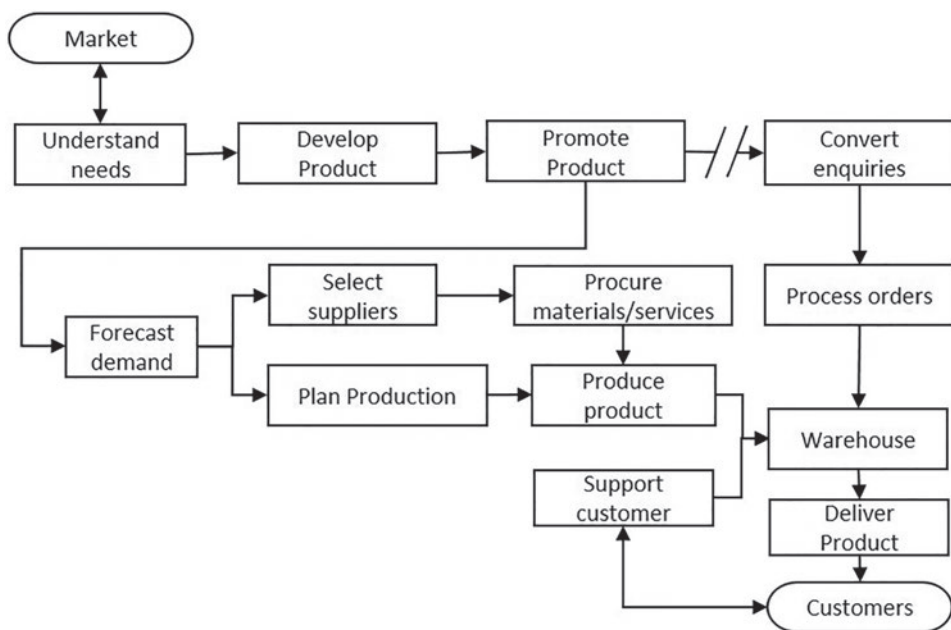 Market
Understand
needs
Develop
Product
Promote
Product
Convert
enquiries
Select
suppliers
Procure
materials/services
Process orders
Forecast
demand
Plan Production
Produce
product
Warehouse
Support
customer
Deliver
Product
Customers